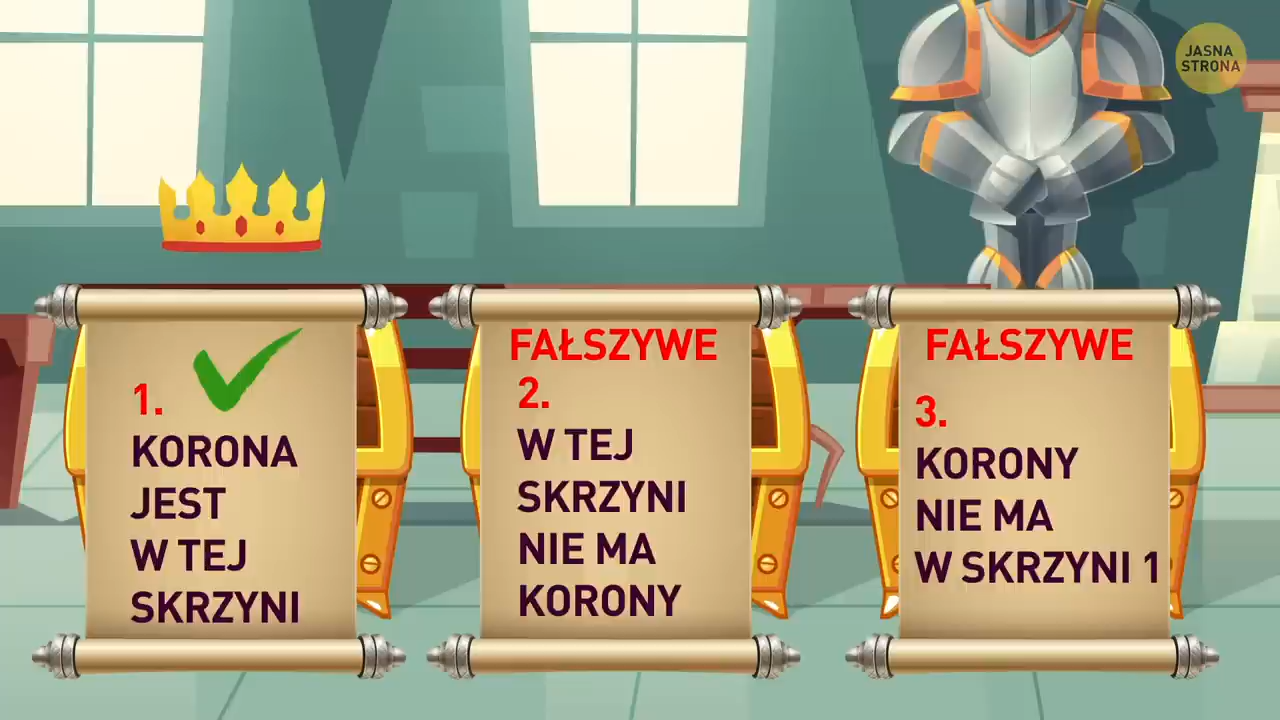 JASNA
STRONA
1.
KORONA
JEST
W TEJ
SKRZYNI
FAŁSZYWE
2.
W TEJ
SKRZYNI
NIE MA
KORONY
FAŁSZYWE
3.
KORONY
NIE MA
W SKRZYNI 1